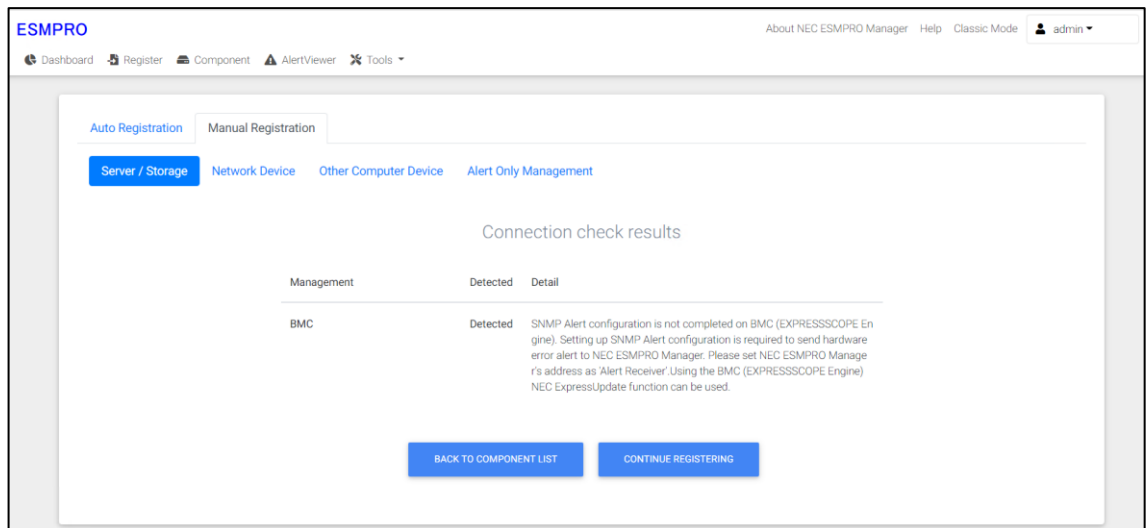 ESMPRO
About NEC ESMPRO Manager Help Classic Mode admin
Dashboard Register Component AlertViewer Tools
Auto Registration Manual Registration
Server / Storage Network Device Other Computer Device Alert Only Management
Connection check results
Management Detected Detail
BMC Detected SNMP Alert configuration is not completed on BMC (EXPRESSSCOPE En
gine). Setting up SNMP Alert configuration is required to send hardware
error alert to NEC ESMPRO Manager. Please set NEC ESMPRO Manage
r's address as 'Alert Receiver'.Using the BMC (EXPRESSSCOPE Engine)
NEC ExpressUpdate function can be used.
BACK TO COMPONENT LIST CONTINUE REGISTERING